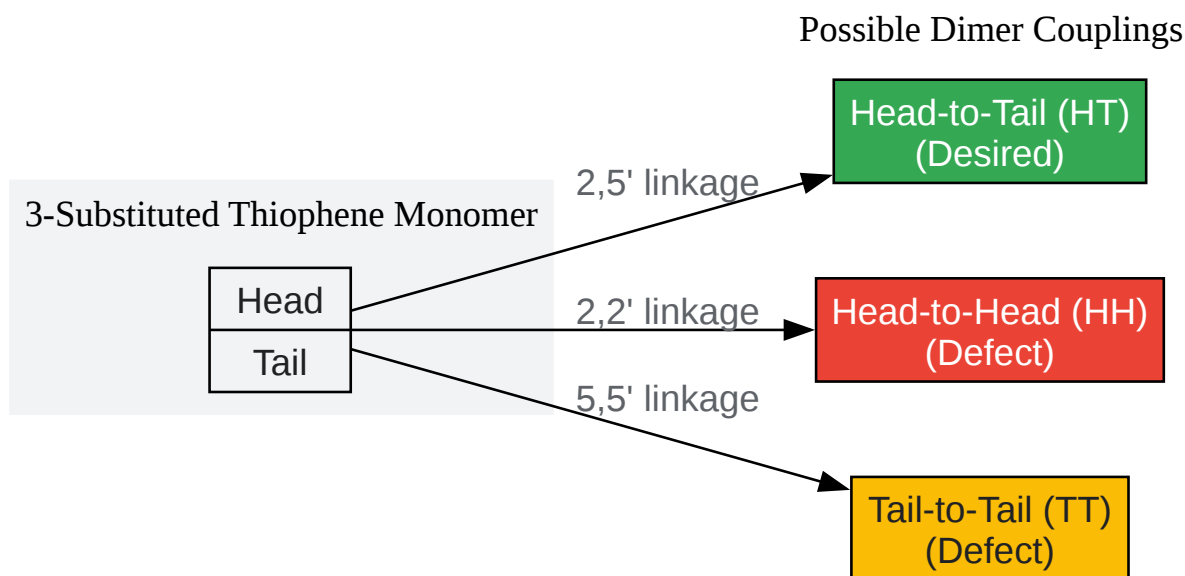 Possible Dimer Couplings
Head-to-Tail (HT)
(Desired)
2,5' linkage
3-Substituted Thiophene Monomer
Head
Tail
2,2' linkage
Head-to-Head (HH)
(Defect)
5,5' linkage
Tail-to-Tail (TT)
(Defect)